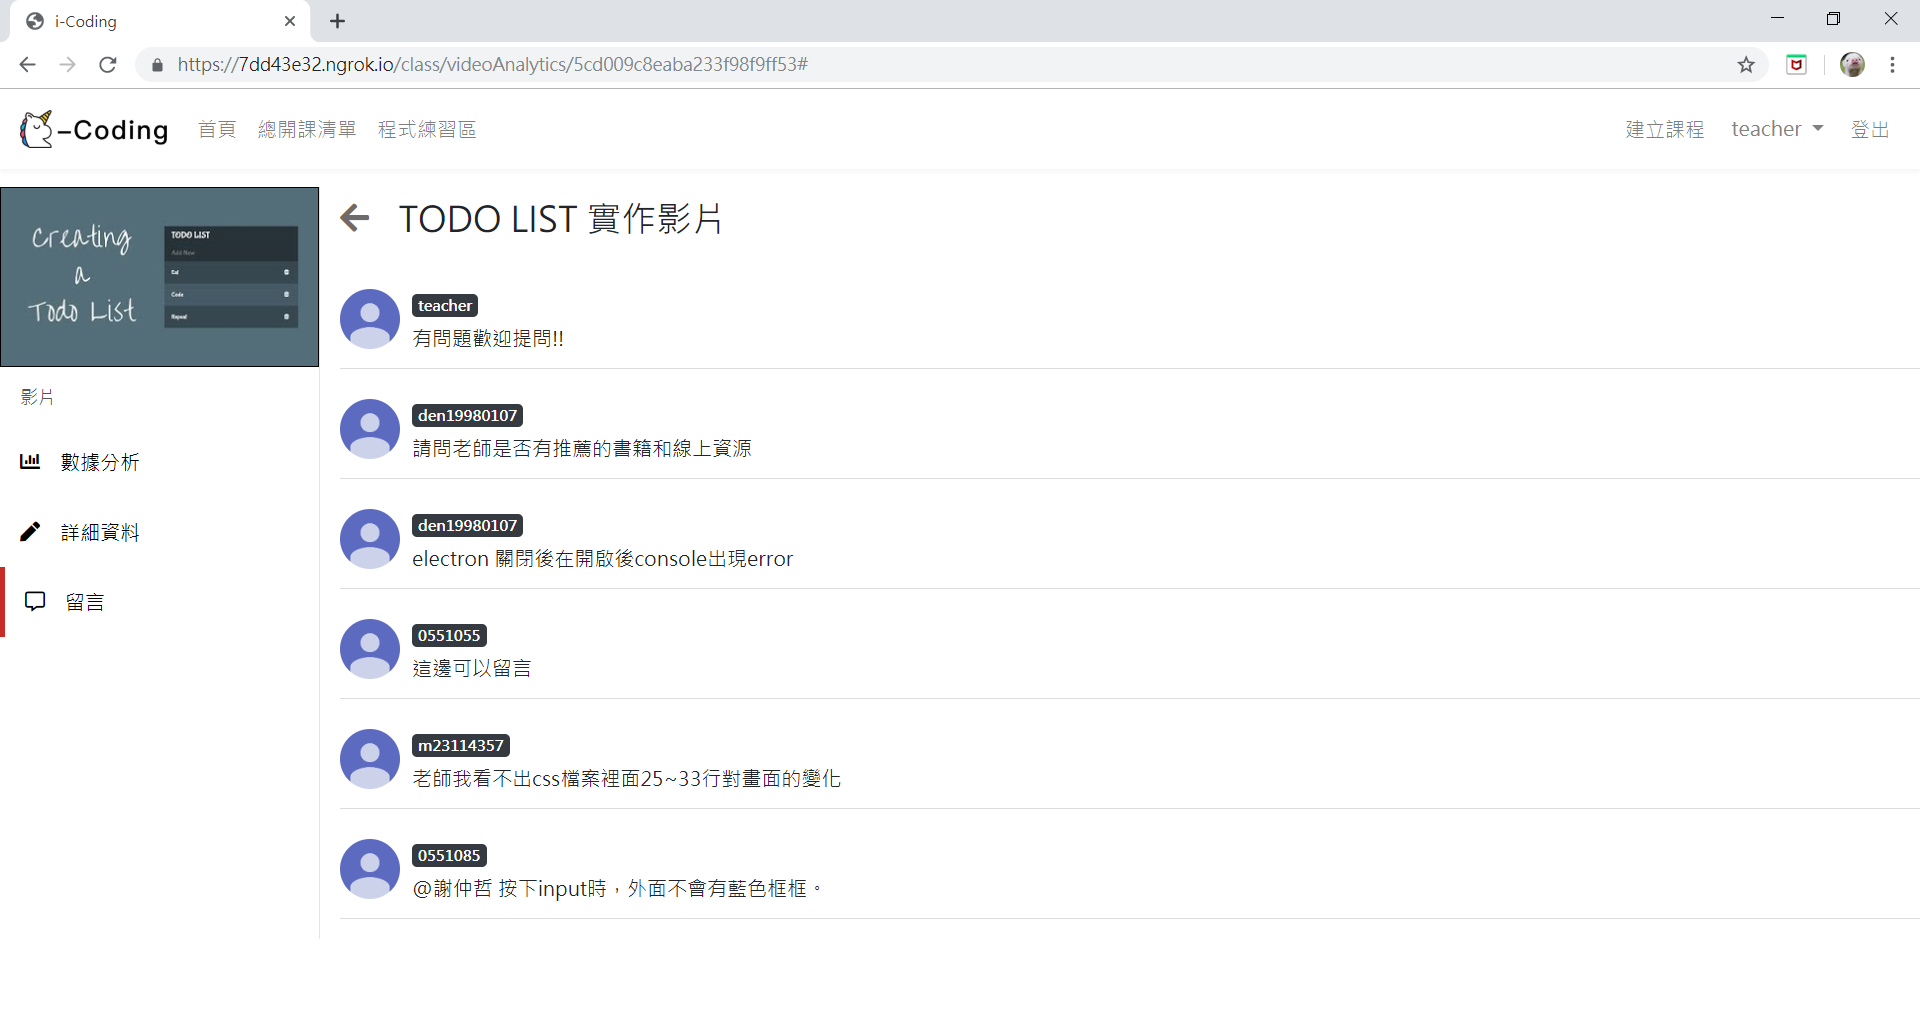 i-Coding
https://7dd43e32.ngrok.io/class/videoAnalytics/5cd009c8eaba233f98f9ff53#
-Coding 首頁 總開課清單 程式練習區 建立課程 teacher 登出
Creating
a
Todo List
TODO LIST
Add New
Eat
Code
Repeat
影片
數據分析
詳細資料
留言
TODO LIST 實作影片
teacher
有問題歡迎提問!!
den19980107
請問老師是否有推薦的書籍和線上資源
den19980107
electron 關閉後在開啟後console出現error
0551055
這邊可以留言
m23114357
老師我看不出css檔案裡面25~33行對畫面的變化
0551085
@謝仲哲 按下input時，外面不會有藍色框框。